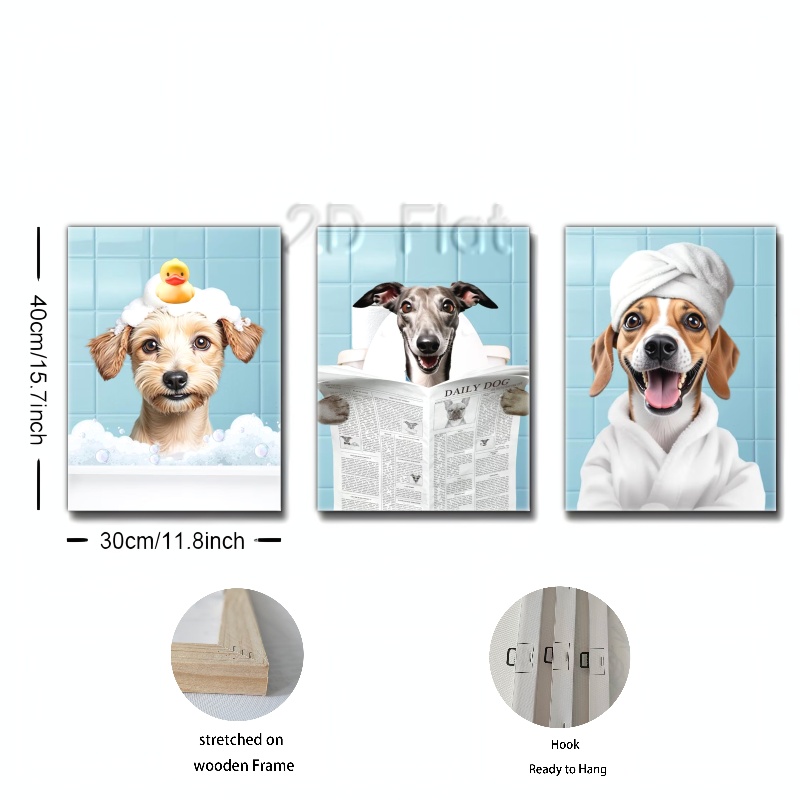 2D Flat
40cm/15.7inch
DAILY DOG
30cm/11.8inch
stretched on
wooden Frame
Hook
Ready to Hang